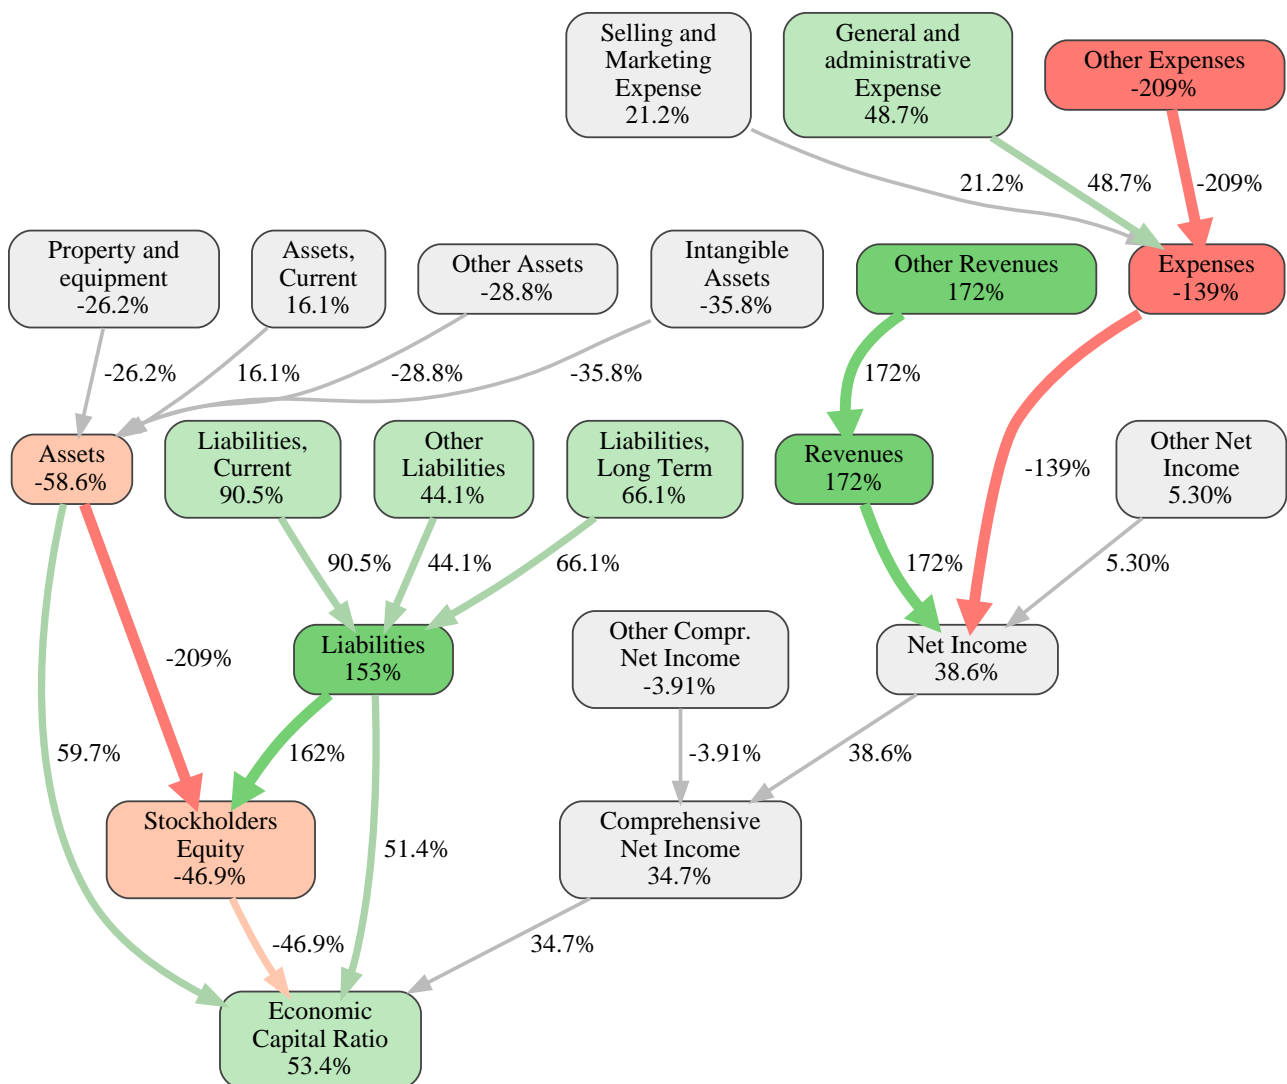 Selling and
Marketing
Expense
21.2%
General and
administrative
Expense
48.7%
Other Expenses
-209%
21.2%
48.7%
-209%
Property and
equipment
-26.2%
Assets,
Current
16.1%
Other Assets
-28.8%
Intangible
Assets
-35.8%
Other Revenues
172%
Expenses
-139%
-26.2%
16.1%
-28.8%
-35.8%
172%
-139%
Assets
-58.6%
Liabilities,
Current
90.5%
Other
Liabilities
44.1%
Liabilities,
Long Term
66.1%
Revenues
172%
Other Net
Income
5.30%
90.5%
44.1%
66.1%
172%
5.30%
-209%
Liabilities
153%
Other Compr.
Net Income
-3.91%
Net Income
38.6%
59.7%
162%
-3.91%
38.6%
Stockholders
Equity
-46.9%
51.4%
Comprehensive
Net Income
34.7%
-46.9%
34.7%
Economic
Capital Ratio
53.4%